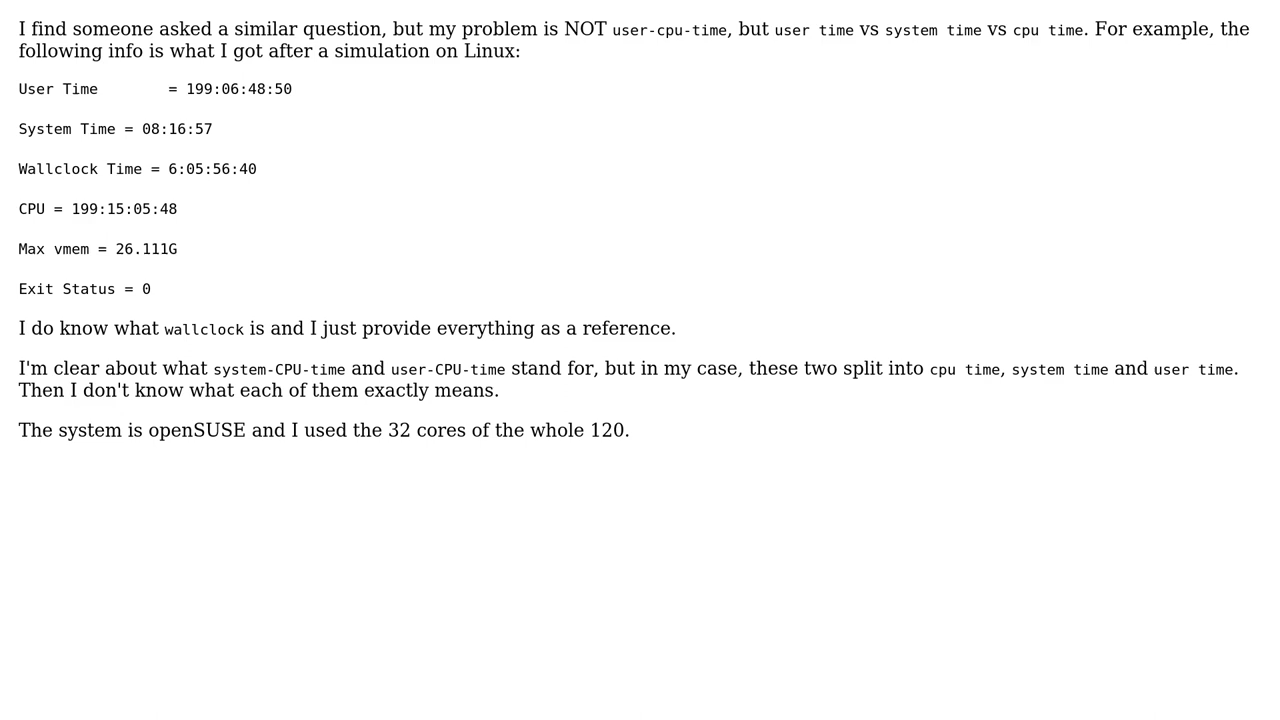 I find someone asked a similar question, but my problem is NOT user-cpu-time, but user time vs system time vs cpu time. For example, the
following info is what I got after a simulation on Linux:
User Time        = 199:06:48:50
System Time = 08:16:57
Wallclock Time = 6:05:56:40
CPU = 199:15:05:48
Max vmem = 26.111G
Exit Status = 0
I do know what wallclock is and I just provide everything as a reference.
I'm clear about what system-CPU-time and user-CPU-time stand for, but in my case, these two split into cpu time, system time and user time.
Then I don't know what each of them exactly means.
The system is openSUSE and I used the 32 cores of the whole 120.